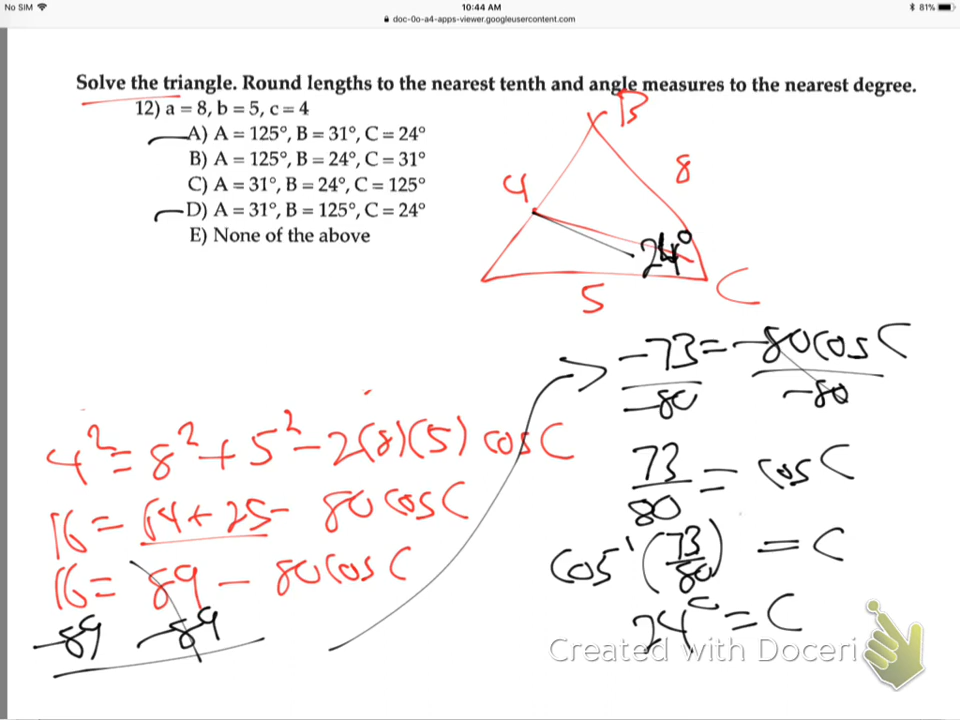 No SIM 10:44 AM 81%
doc-0o-a4-apps-viewer.googleusercontent.com
Solve the triangle. Round lengths to the nearest tenth and angle measures to the nearest degree.
12) a = 8, b = 5, c = 4
A) A = 125°, B = 31°, C = 24°
B) A = 125°, B = 24°, C = 31°
C) A = 31°, B = 24°, C = 125°
D) A = 31°, B = 125°, C = 24°
E) None of the above
B
4
8
24°
5
C
4² = 8² + 5² - 2(8)(5) cos C
16 = 64 + 25 - 80 cos C
16 = 89 - 80 cos C
-89 -89
-73 = -80 cos C
-80 -80
73 = cos C
80
cos⁻¹ (73/80) = C
24° = C
Created with Doceri